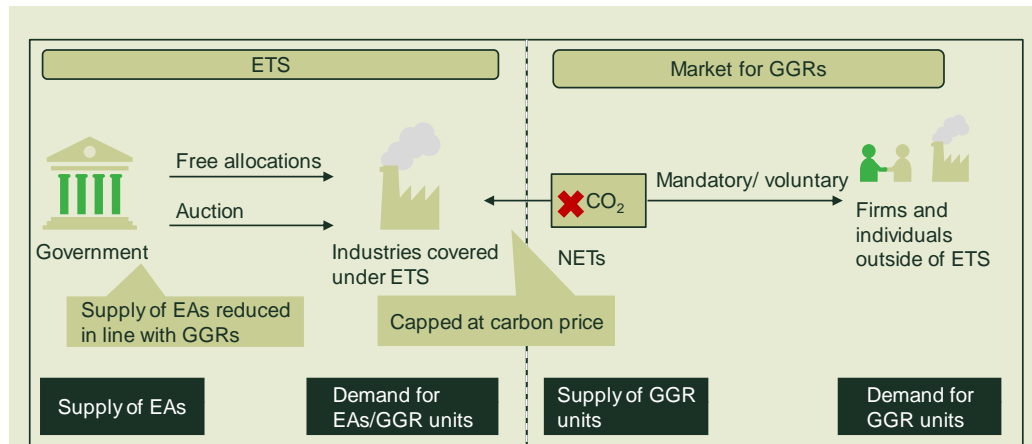 ETS
Market for GGRs
Free allocations
Auction
Government
Industries covered
under ETS
CO₂
NETs
Mandatory/ voluntary
Firms and
individuals
outside of ETS
Supply of EAs reduced
in line with GGRs
Capped at carbon price
Supply of EAs
Demand for
EAs/GGR units
Supply of GGR
units
Demand for
GGR units